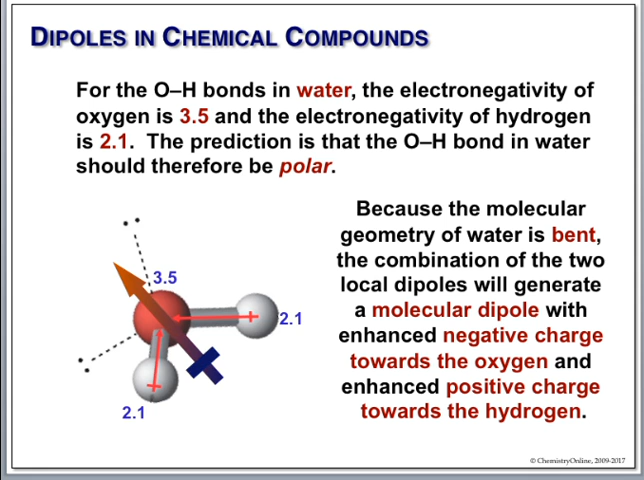 DIPOLES IN CHEMICAL COMPOUNDS
For the O–H bonds in water, the electronegativity of
oxygen is 3.5 and the electronegativity of hydrogen
is 2.1. The prediction is that the O–H bond in water
should therefore be polar.
Because the molecular
geometry of water is bent,
the combination of the two
local dipoles will generate
a molecular dipole with
enhanced negative charge
towards the oxygen and
enhanced positive charge
towards the hydrogen.
3.5
2.1
2.1
© ChemistryOnline, 2009-2017